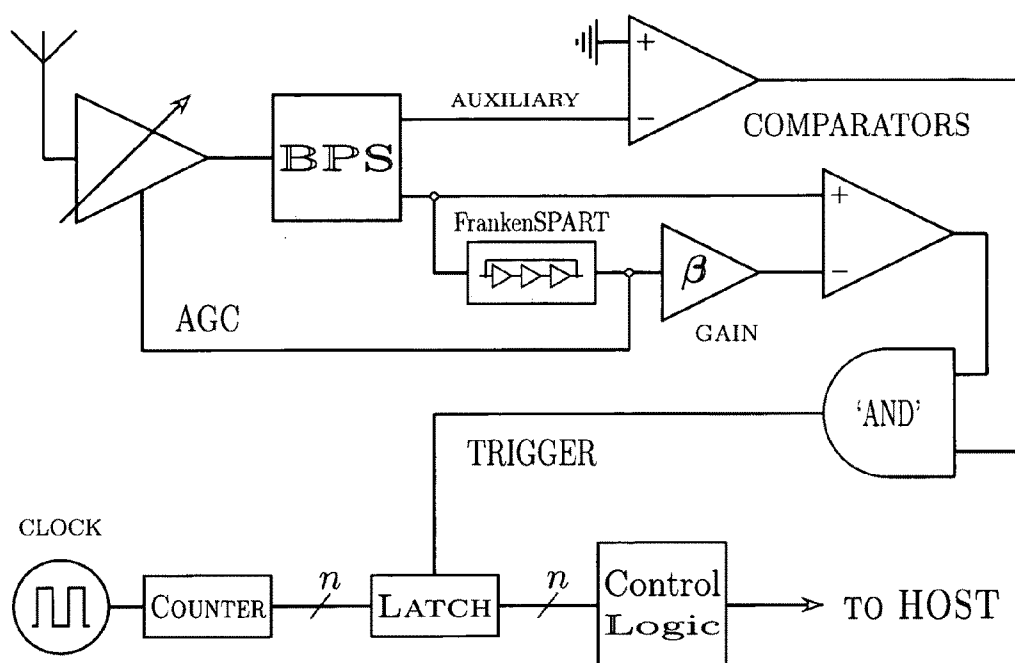 +
−
AUXILIARY
COMPARATORS
BPS
+
−
FrankenSPART
β
GAIN
AGC
'AND'
TRIGGER
CLOCK
COUNTER
n
LATCH
n
Control
Logic
TO HOST